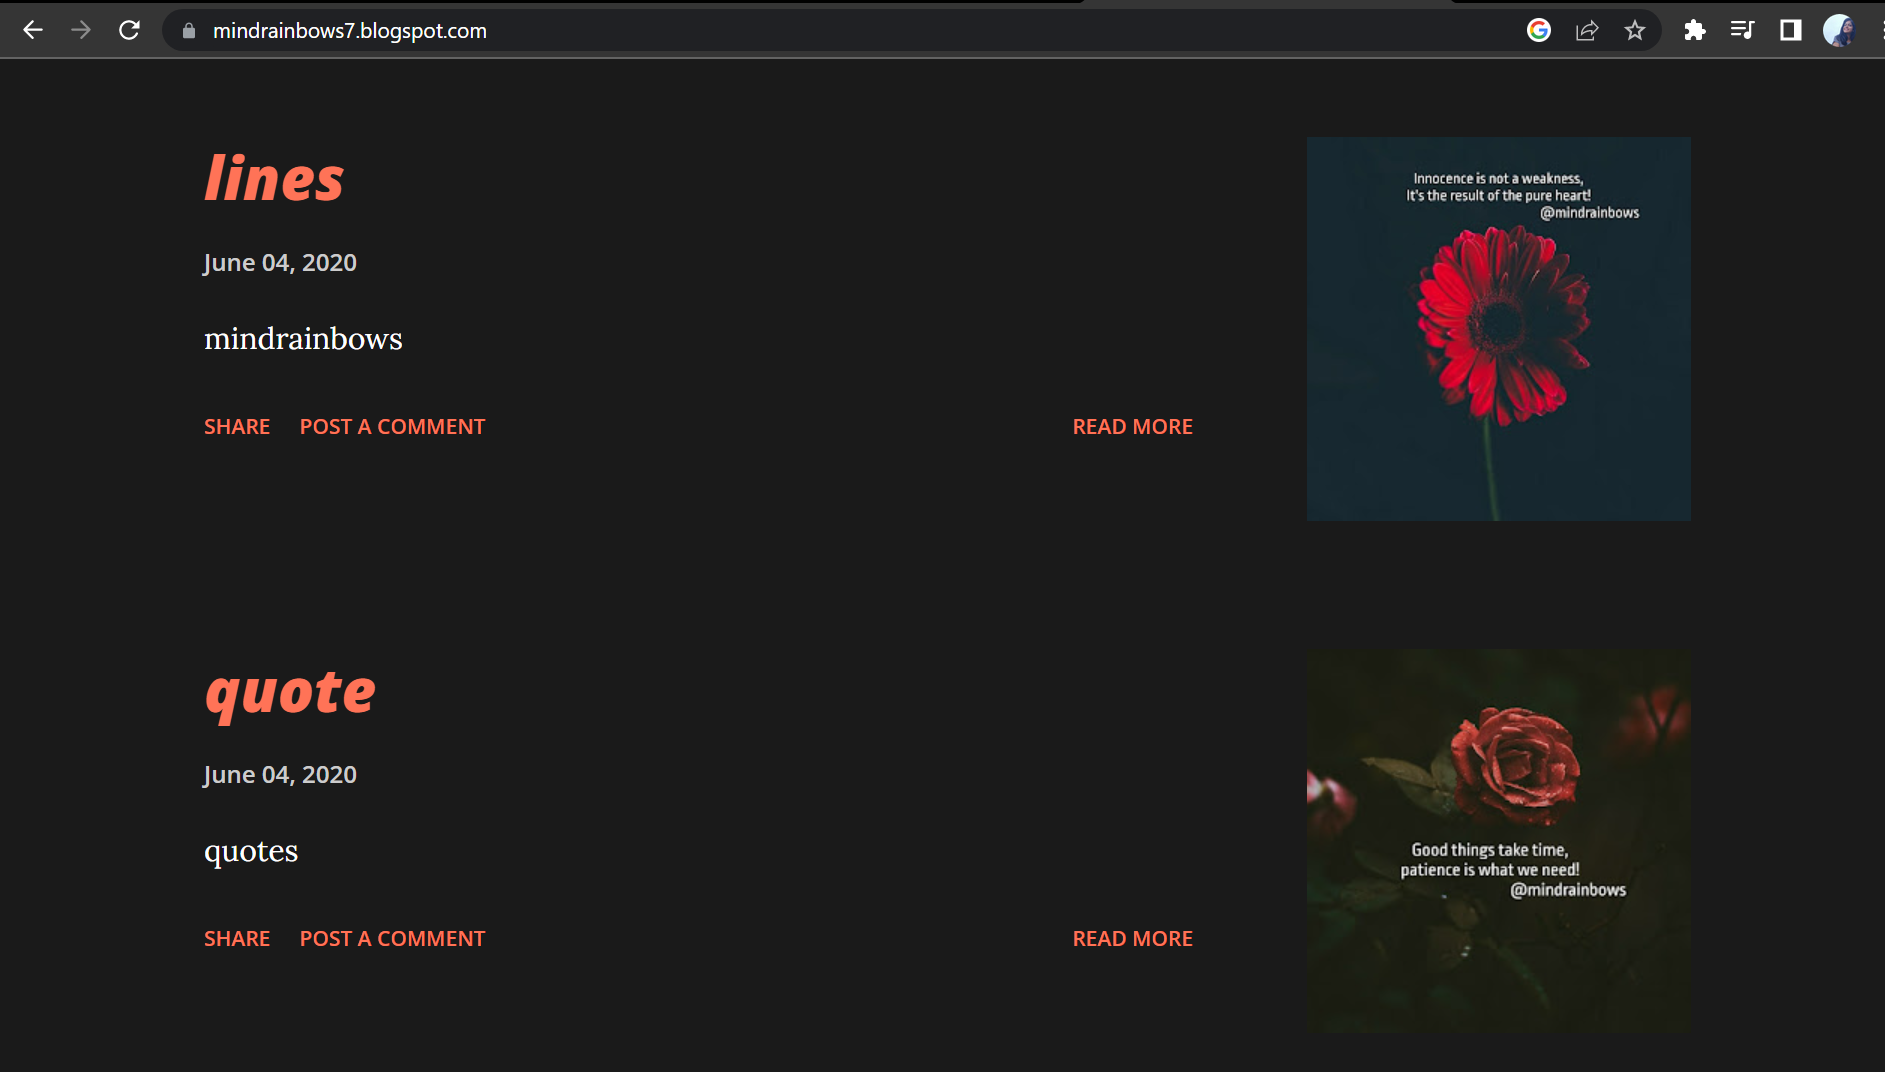 mindrainbows7.blogspot.com
lines
June 04, 2020
mindrainbows
SHARE POST A COMMENT READ MORE
Innocence is not a weakness,
It's the result of the pure heart!
@mindrainbows
quote
June 04, 2020
quotes
SHARE POST A COMMENT READ MORE
Good things take time,
patience is what we need!
@mindrainbows